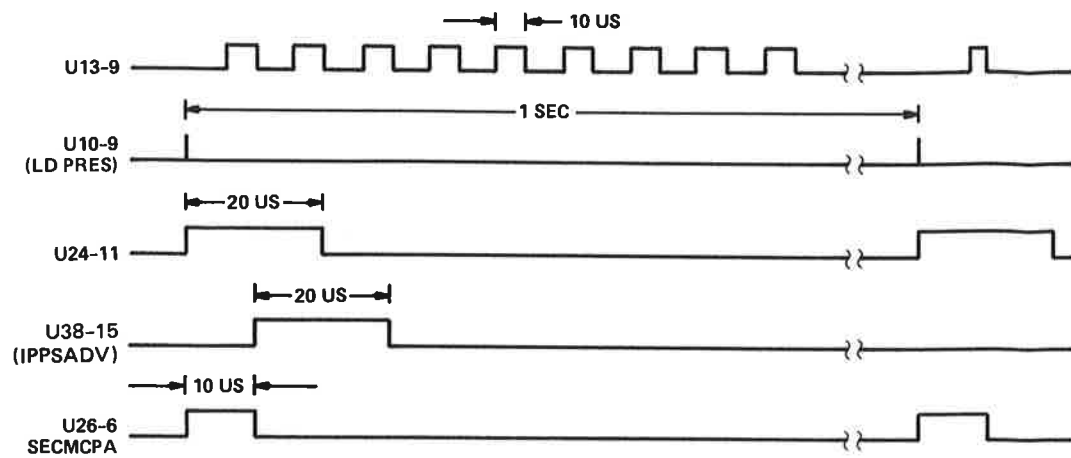 10 US
U13-9
1 SEC
U10-9
(LD PRES)
20 US
U24-11
20 US
U38-15
(IPPSADV)
10 US
U26-6
SECMCPA